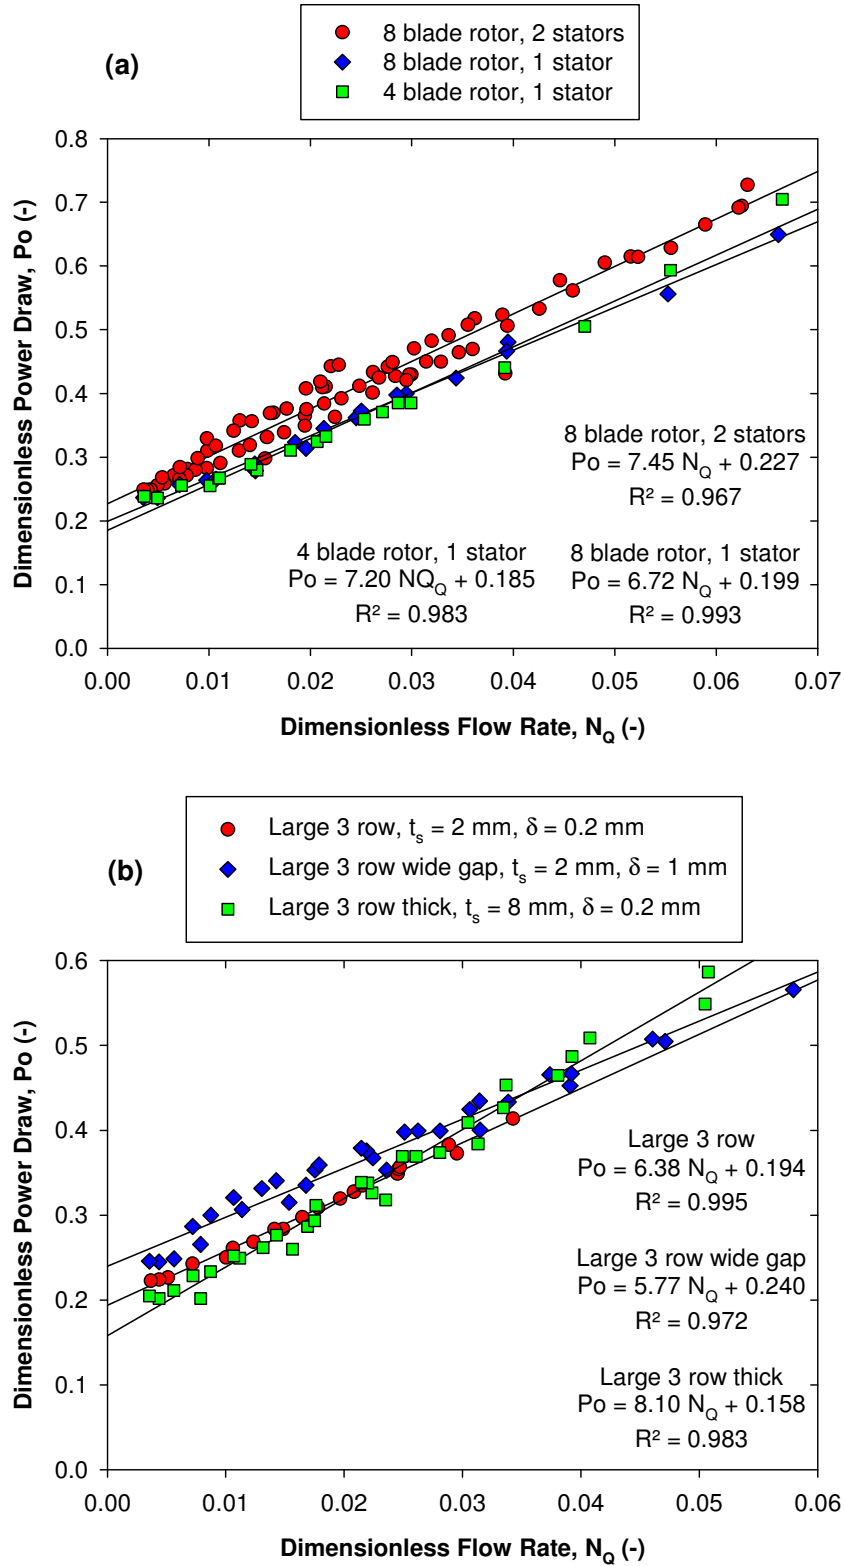 (a)
8 blade rotor, 2 stators
8 blade rotor, 1 stator
4 blade rotor, 1 stator
Dimensionless Power Draw, Po (-)
0.8
0.7
0.6
0.5
0.4
0.3
0.2
0.1
0.0
8 blade rotor, 2 stators
Po = 7.45 N_Q + 0.227
R² = 0.967
4 blade rotor, 1 stator
Po = 7.20 NQ_Q + 0.185
R² = 0.983
8 blade rotor, 1 stator
Po = 6.72 N_Q + 0.199
R² = 0.993
0.00 0.01 0.02 0.03 0.04 0.05 0.06 0.07
Dimensionless Flow Rate, N_Q (-)
(b)
Large 3 row, t_s = 2 mm, δ = 0.2 mm
Large 3 row wide gap, t_s = 2 mm, δ = 1 mm
Large 3 row thick, t_s = 8 mm, δ = 0.2 mm
Dimensionless Power Draw, Po (-)
0.6
0.5
0.4
0.3
0.2
0.1
0.0
Large 3 row
Po = 6.38 N_Q + 0.194
R² = 0.995
Large 3 row wide gap
Po = 5.77 N_Q + 0.240
R² = 0.972
Large 3 row thick
Po = 8.10 N_Q + 0.158
R² = 0.983
0.00 0.01 0.02 0.03 0.04 0.05 0.06
Dimensionless Flow Rate, N_Q (-)